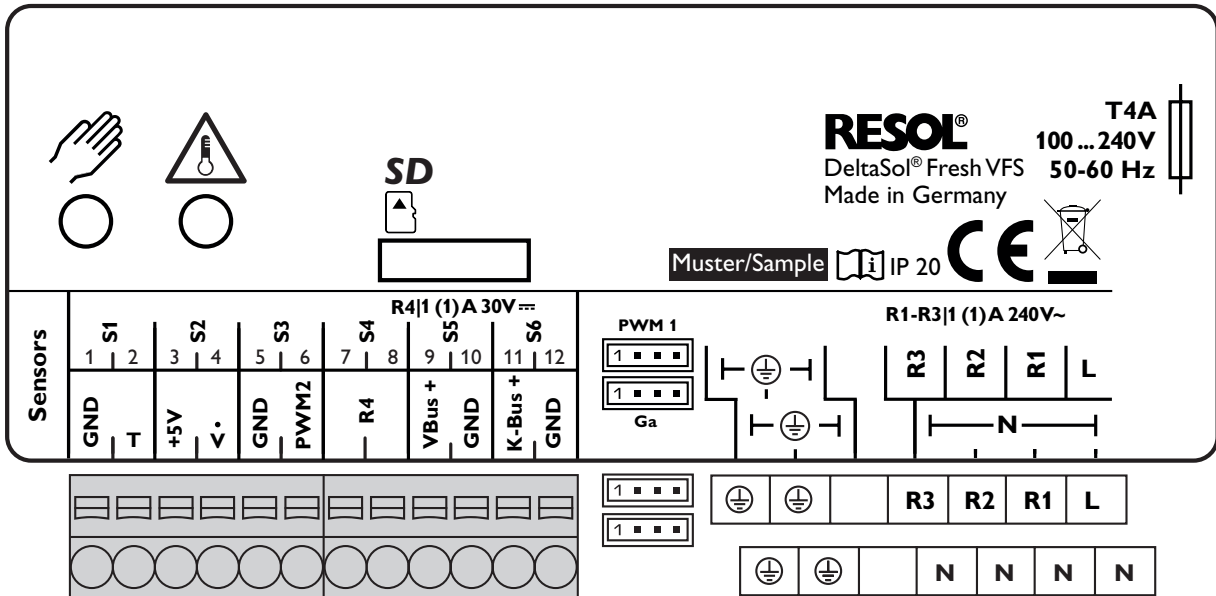 RESOL®
DeltaSol® Fresh VFS
Made in Germany
T4A
100 ... 240V
50-60 Hz
SD
Muster/Sample i IP 20 CE
Sensors
R4|1 (1) A 30V
S1 S2 S3 S4 S5 S6
1 2 3 4 5 6 7 8 9 10 11 12
GND T +5V V GND PWM2 R4 VBus + GND K-Bus + GND
PWM 1
1
1
Ga
R1-R3|1 (1) A 240V~
R3 R2 R1 L
N
1
1
R3 R2 R1 L
N N N N